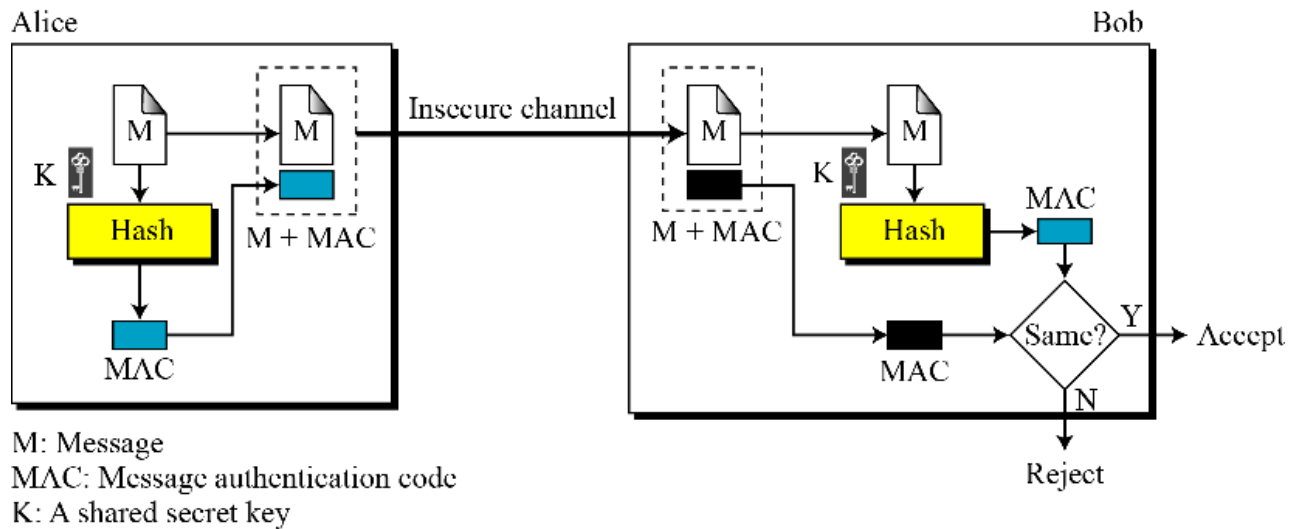 Alice
Bob
M
M
Insecure channel
M
M
K
K
Hash
M + MAC
M + MAC
Hash
MAC
MAC
MAC
Same?
Y
Accept
N
Reject
M: Message
MAC: Message authentication code
K: A shared secret key